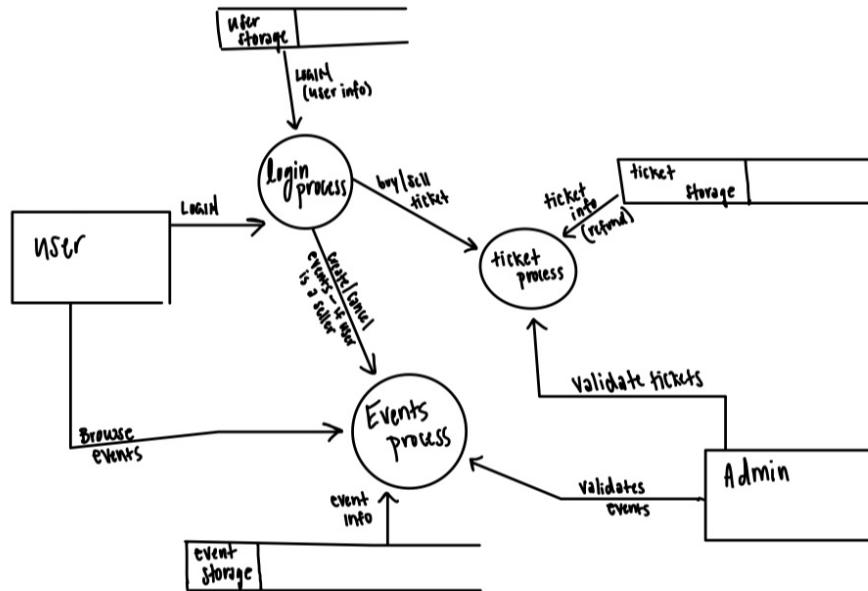 user
storage
LOGIN
(user info)
login
process
buy/sell
ticket
ticket
storage
ticket
info
(refund)
LOGIN
user
ticket
process
create/cancel
events - if user
is a seller
validate tickets
Events
process
Browse
events
Admin
validates
events
event
info
event
storage